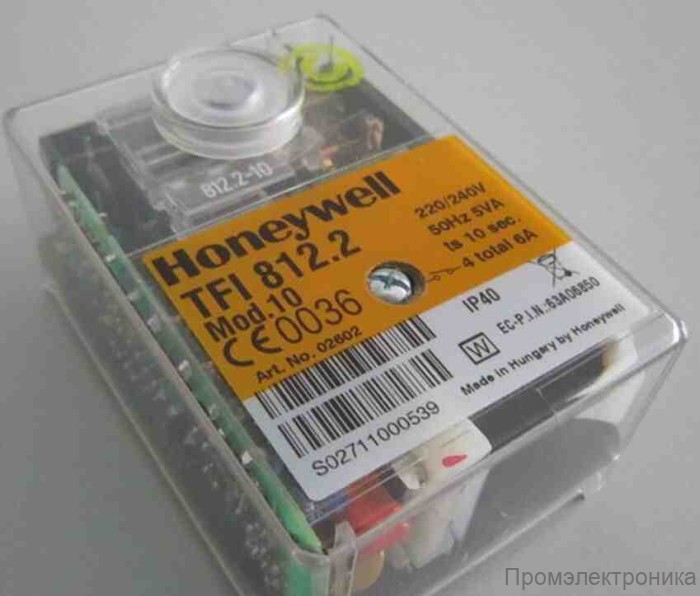 812.2-10
Honeywell
TFI 812.2
Mod.10
CE0036
Art. No. 02602
220/240V
50Hz 5VA
ts 10 sec.
4 total 6A
IP40
W
EC-P.I.N.:63A06850
Made in Hungary by Honeywell
S02711000539
Промэлектроника